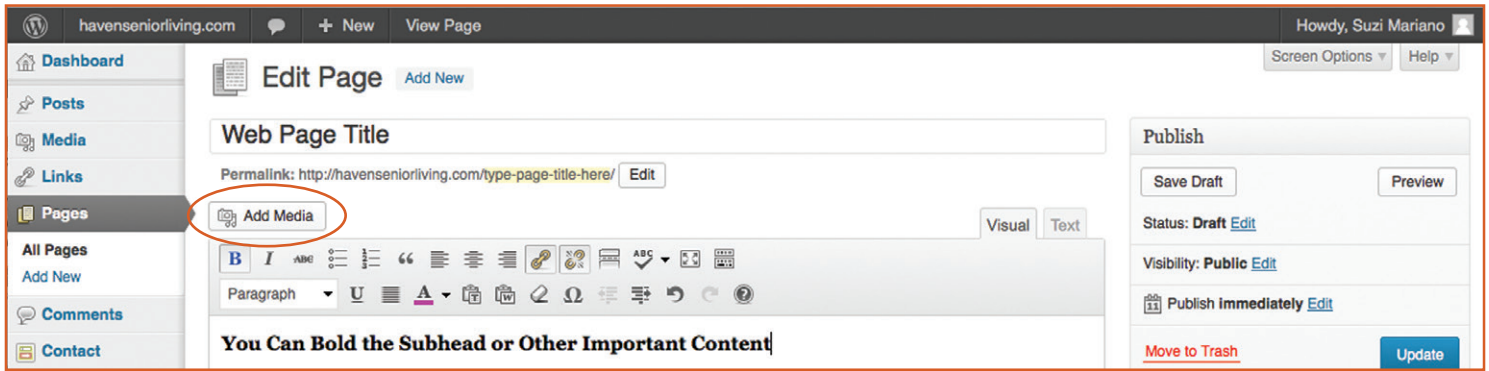 havenseniorliving.com + New View Page Howdy, Suzi Mariano
Screen Options Help
Dashboard
Posts
Media
Links
Pages
All Pages
Add New
Comments
Contact
Edit Page Add New
Web Page Title
Permalink: http://havenseniorliving.com/type-page-title-here/ Edit
Add Media
Visual Text
B I ABC ABC
Paragraph U A T W Ω
You Can Bold the Subhead or Other Important Content
Publish
Save Draft Preview
Status: Draft Edit
Visibility: Public Edit
11 Publish immediately Edit
Move to Trash Update